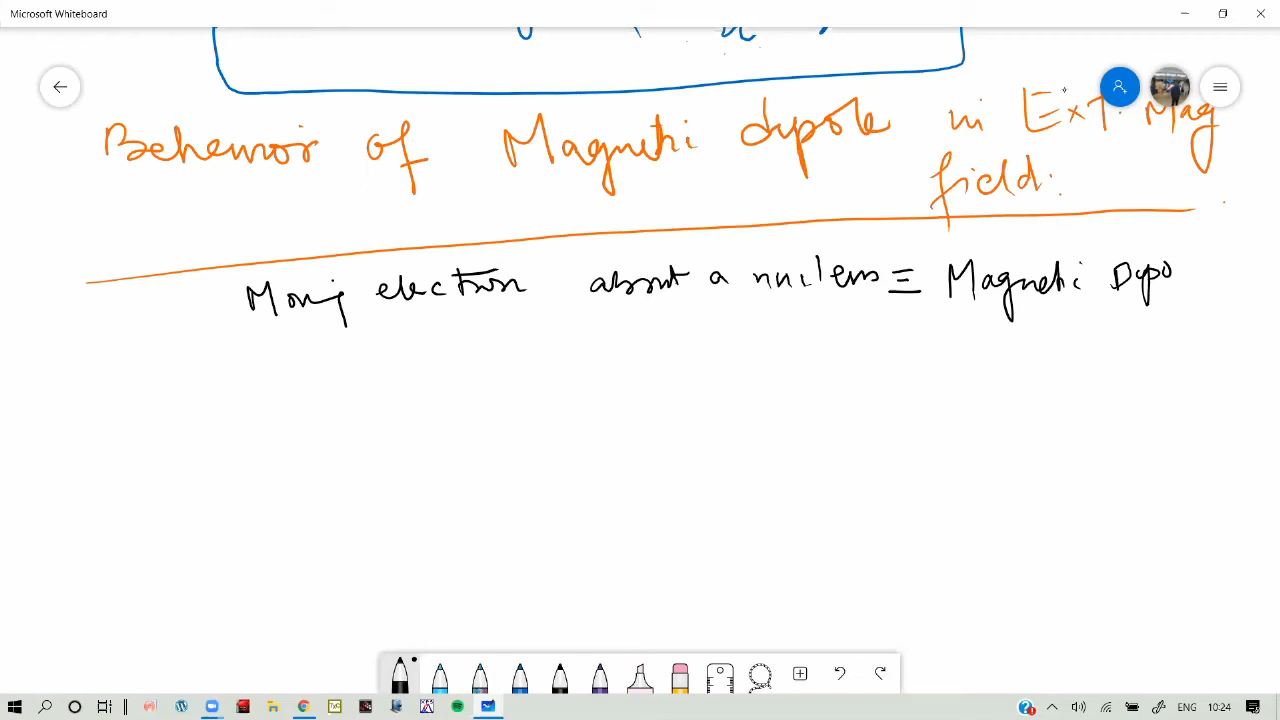 Microsoft Whiteboard
Behavior of Magnetic dipole in Ext. Mag
field.
Moving electron about a nucleus ≡ Magnetic Dipo
ENG 10:24